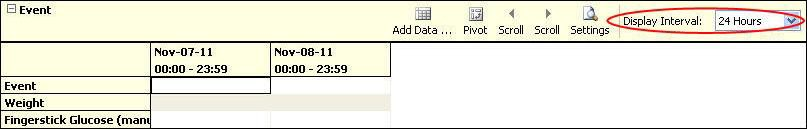 Event
Add Data ... Pivot Scroll Scroll Settings Display Interval: 24 Hours
Nov-07-11 Nov-08-11
00:00 - 23:59 00:00 - 23:59
Event
Weight
Fingerstick Glucose (manu